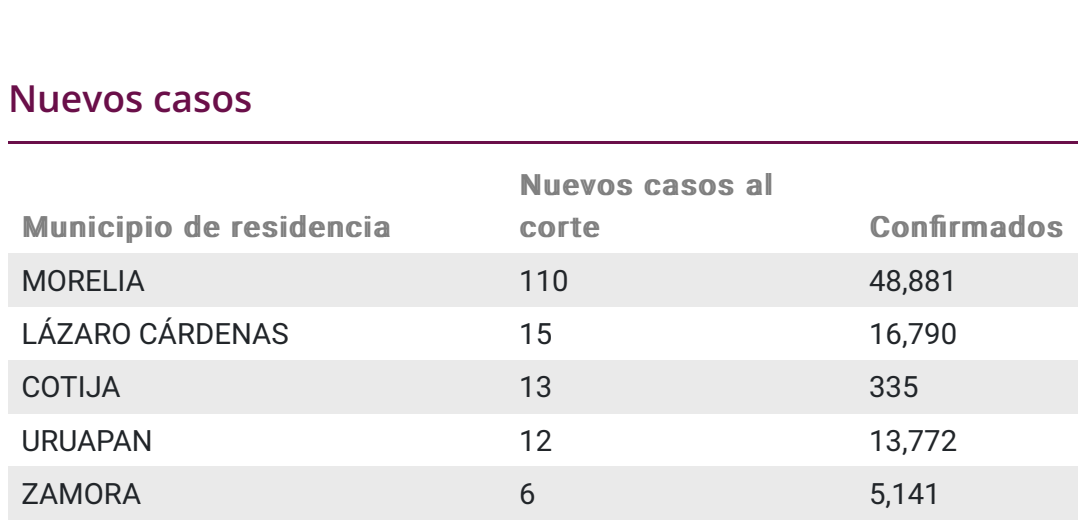 Nuevos casos
Nuevos casos al
Municipio de residencia corte Confirmados
MORELIA 110 48,881
LÁZARO CÁRDENAS 15 16,790
COTIJA 13 335
URUAPAN 12 13,772
ZAMORA 6 5,141